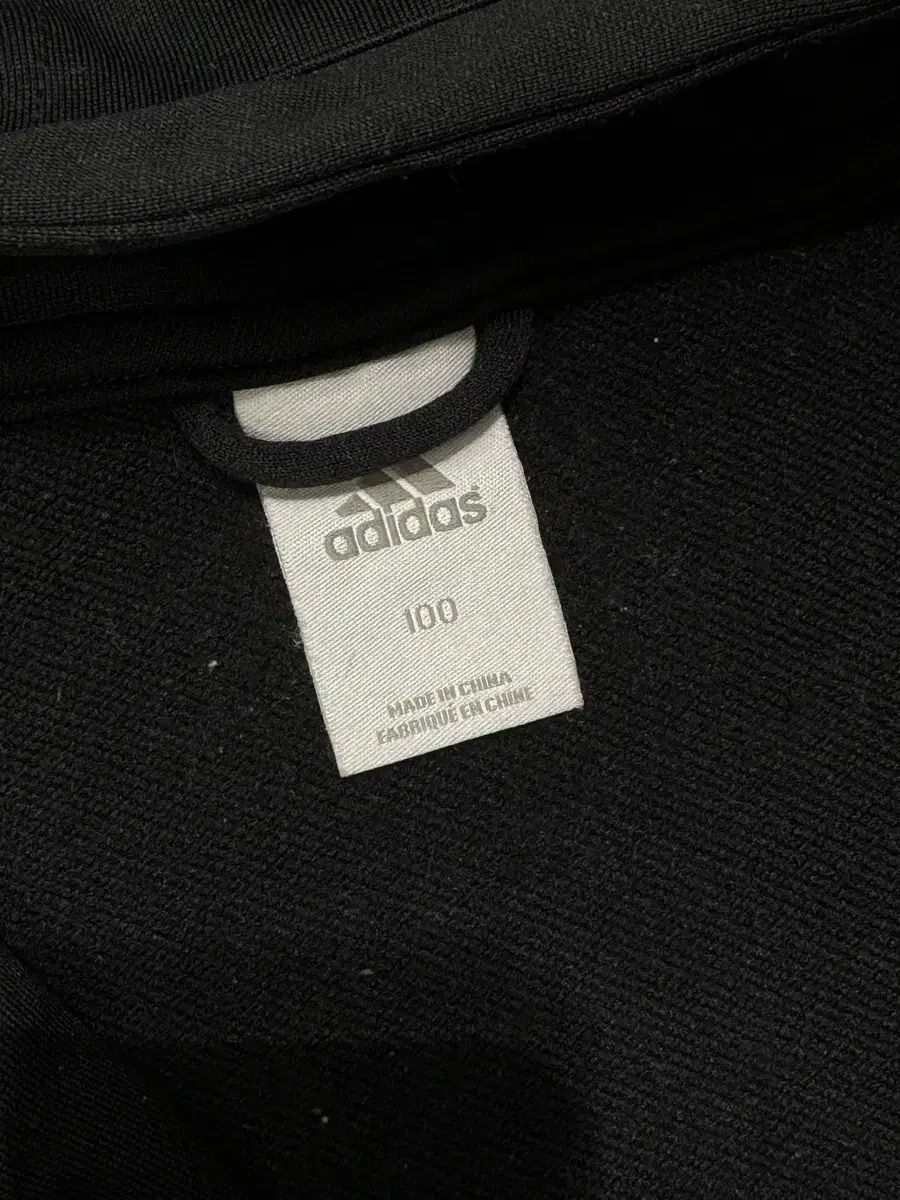 adidas
100
MADE IN CHINA
FABRIQUÉ EN CHINE